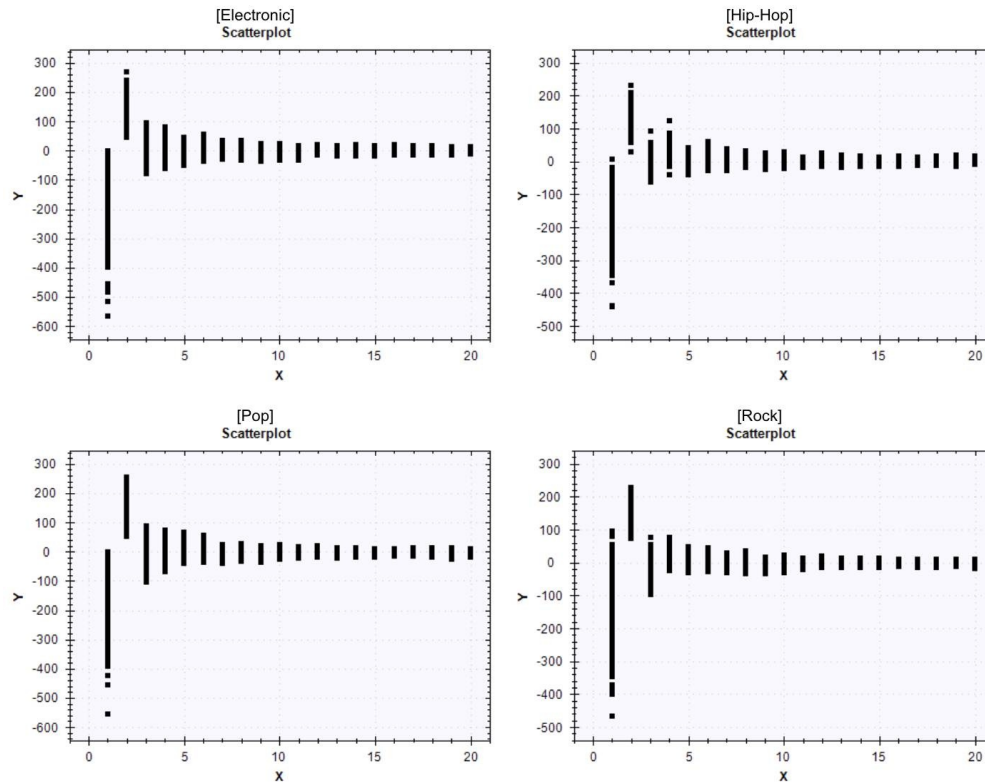 [Electronic]
Scatterplot
300
200
100
0
-100
-200
-300
-400
-500
-600
Y
0 5 10 15 20
X
[Hip-Hop]
Scatterplot
300
200
100
0
-100
-200
-300
-400
-500
Y
0 5 10 15 20
X
[Pop]
Scatterplot
300
200
100
0
-100
-200
-300
-400
-500
-600
Y
0 5 10 15 20
X
[Rock]
Scatterplot
300
200
100
0
-100
-200
-300
-400
-500
Y
0 5 10 15 20
X